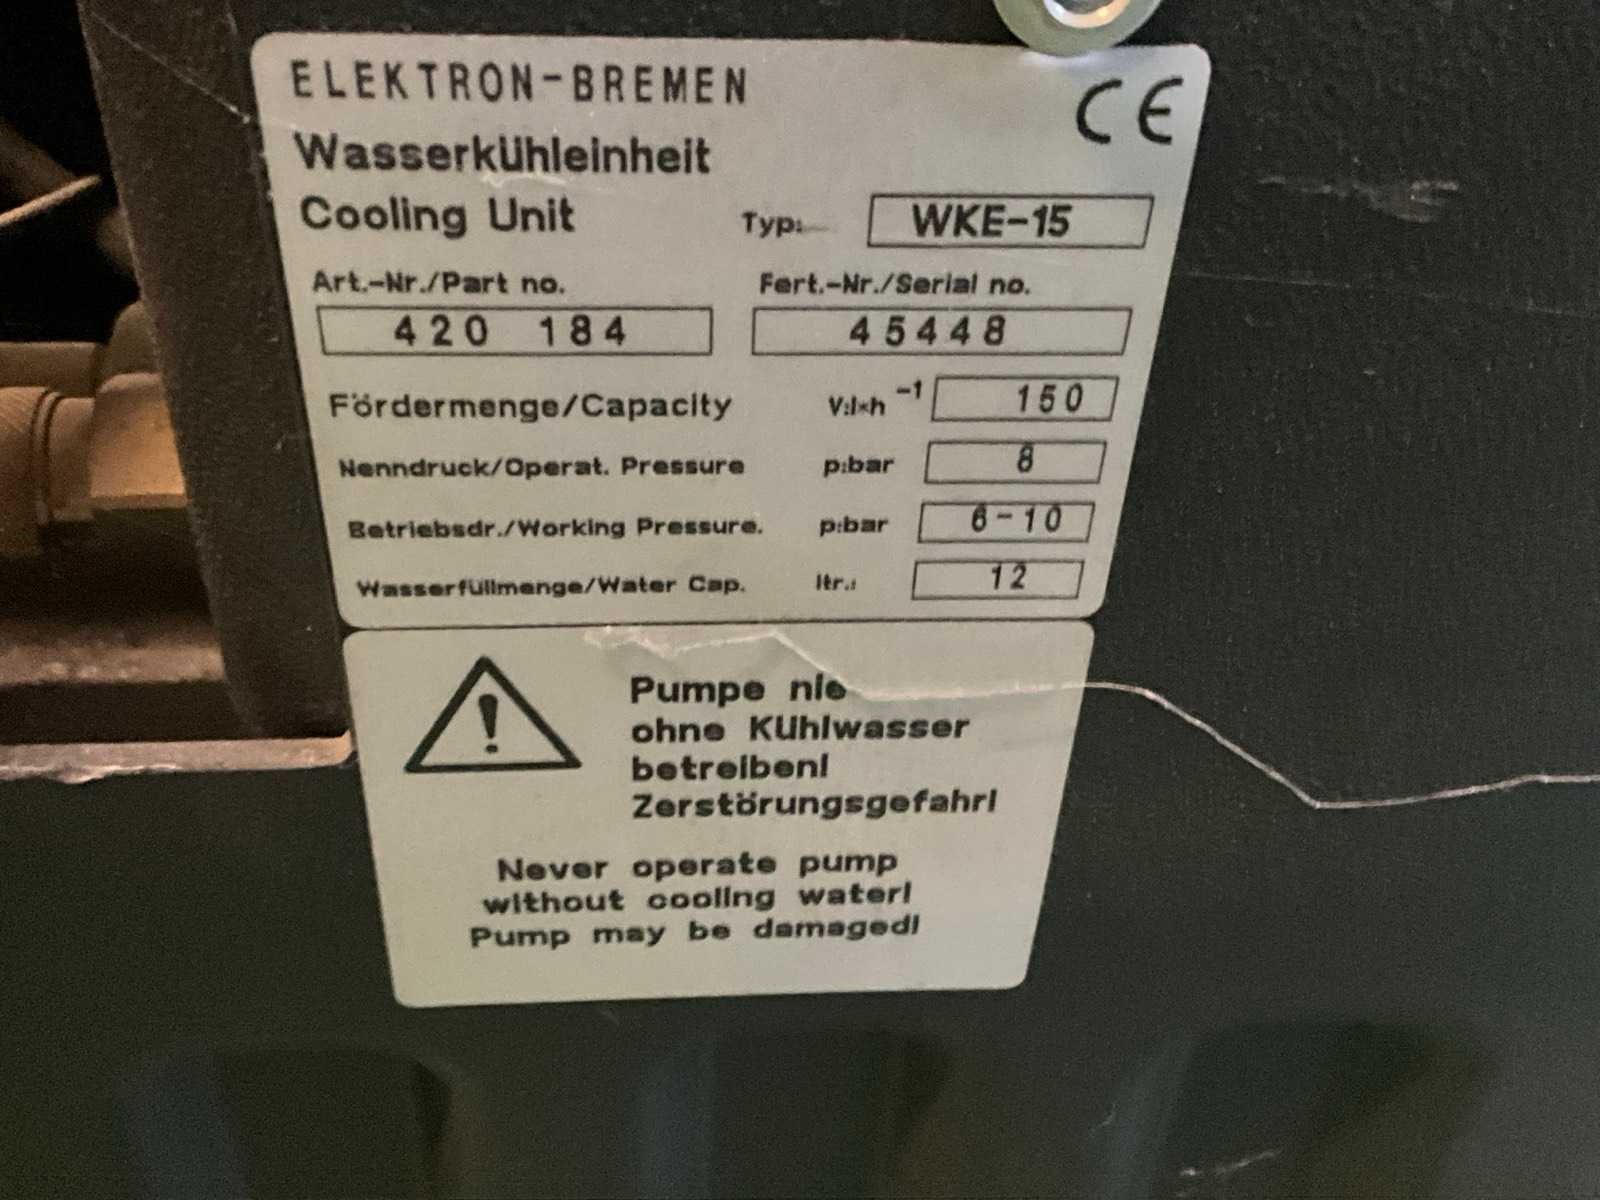 ELEKTRON-BREMEN
CE
Wasserkühleinheit
Cooling Unit Typ: WKE-15
Art.-Nr./Part no. Fert.-Nr./Serial no.
420 184 45448
Fördermenge/Capacity V:l×h⁻¹ 150
Nenndruck/Operat. Pressure p:bar 8
Betriebsdr./Working Pressure. p:bar 6-10
Wasserfüllmenge/Water Cap. ltr.: 12
!
Pumpe nie
ohne Kühlwasser
betreiben!
Zerstörungsgefahr!
Never operate pump
without cooling water!
Pump may be damaged!